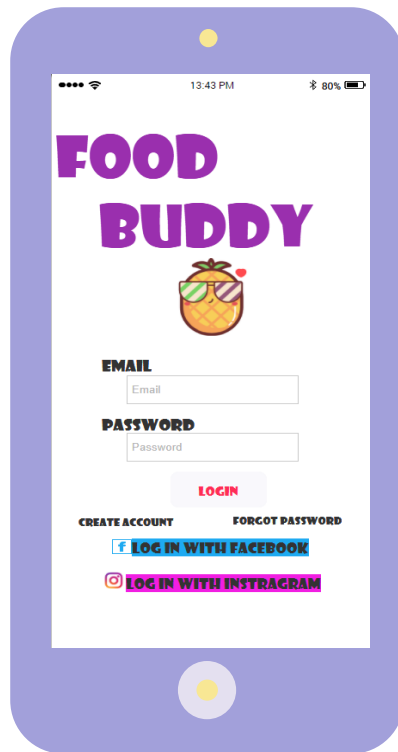 13:43 PM 80%
FOOD
BUDDY
EMAIL
Email
PASSWORD
Password
LOGIN
CREATE ACCOUNT FORGOT PASSWORD
f LOG IN WITH FACEBOOK
LOG IN WITH INSTRAGRAM